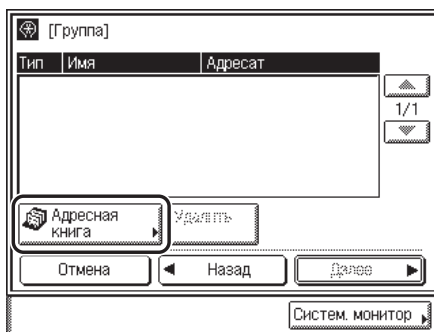 [Группа]
Тип Имя Адресат
1/1
Адресная
книга
Удалить
Отмена
Назад
Далее
Систем. монитор